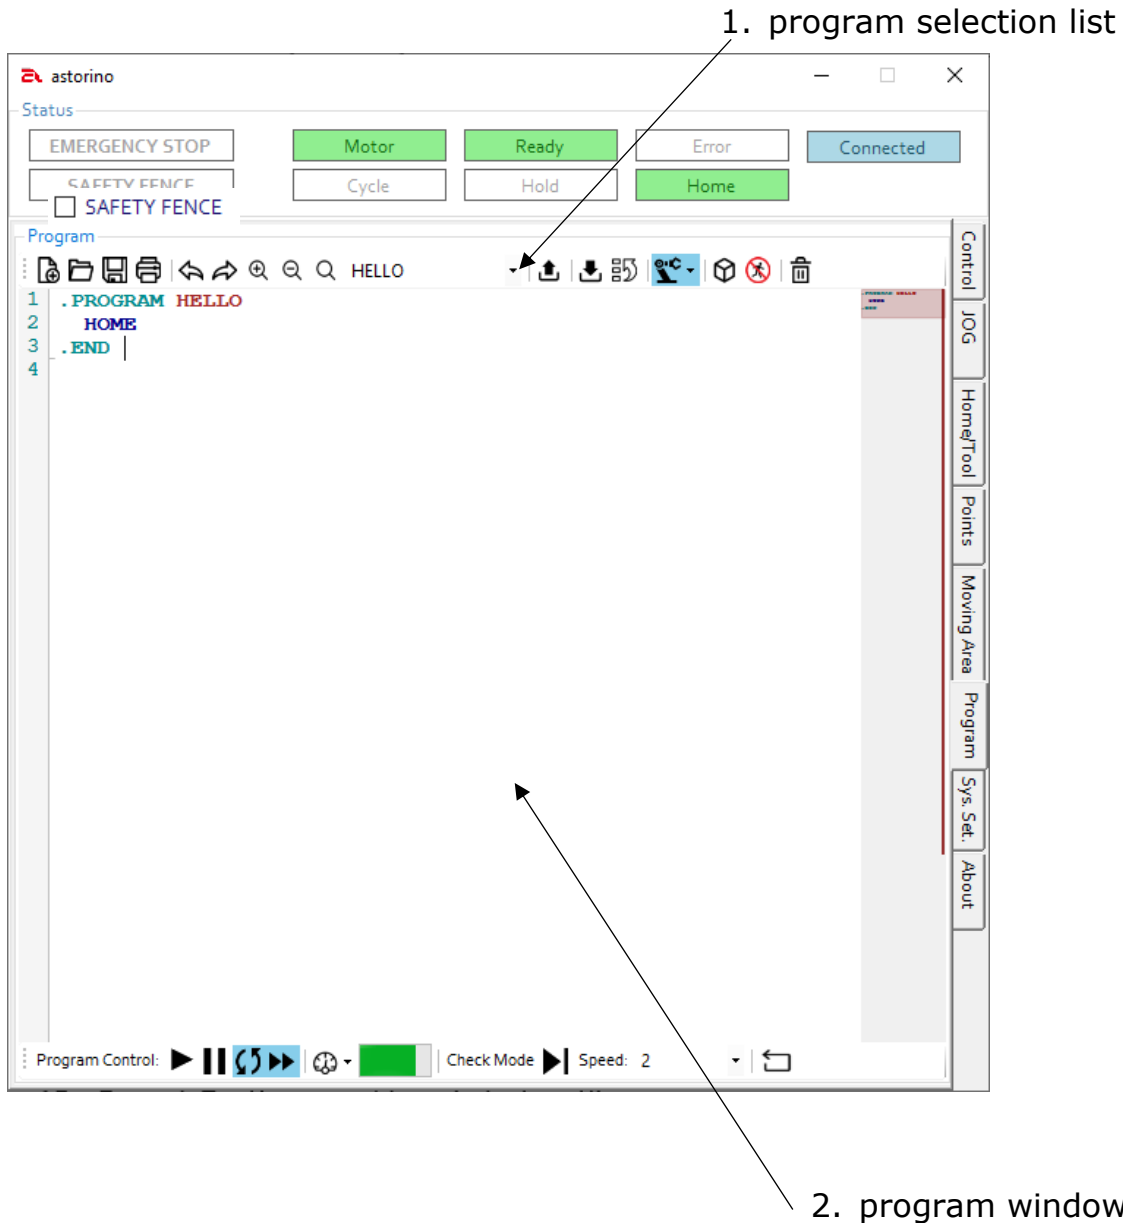 1. program selection list
astorino
Status
EMERGENCY STOP Motor Ready Error Connected
SAFETY FENCE Cycle Hold Home
SAFETY FENCE
Program
HELLO
1 .PROGRAM HELLO
2 HOME
3 .END
4
Control
JOG
Home/Tool
Points
Moving Area
Program
Sys. Set.
About
Program Control: Check Mode Speed: 2
2. program window